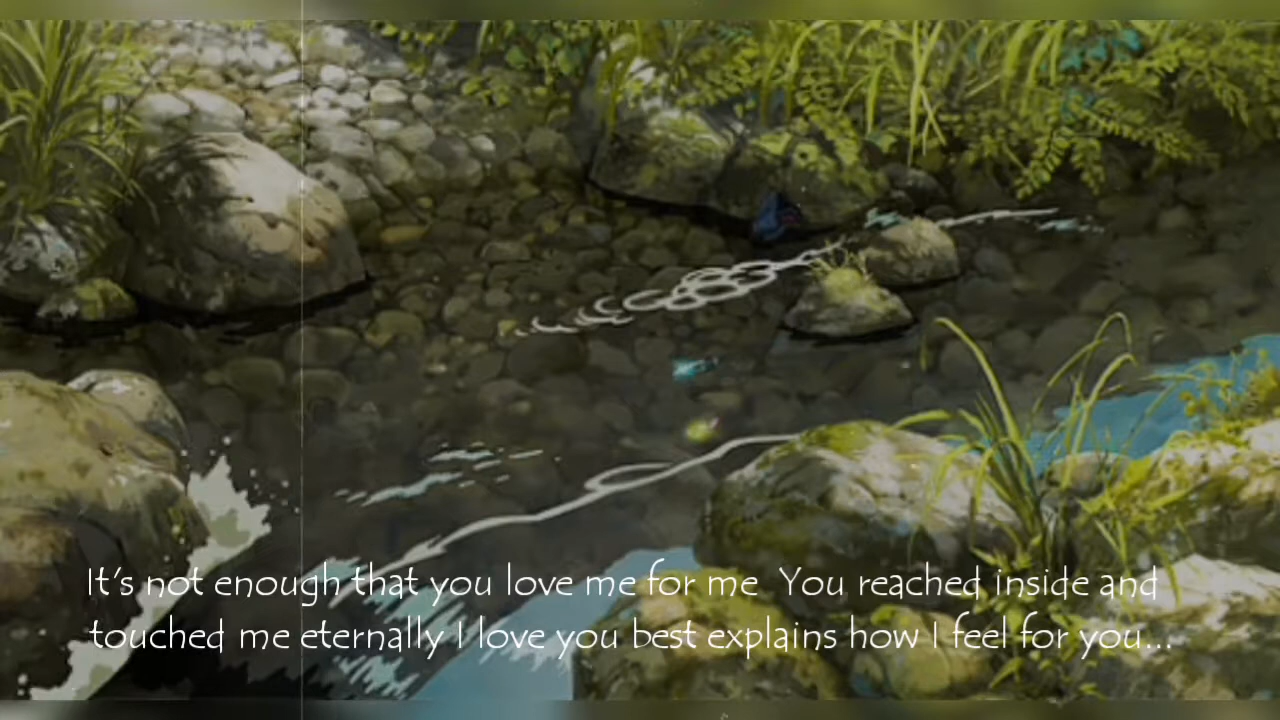 It's not enough that you love me for me  You reached inside and
touched me eternally I love you best explains how I feel for you...